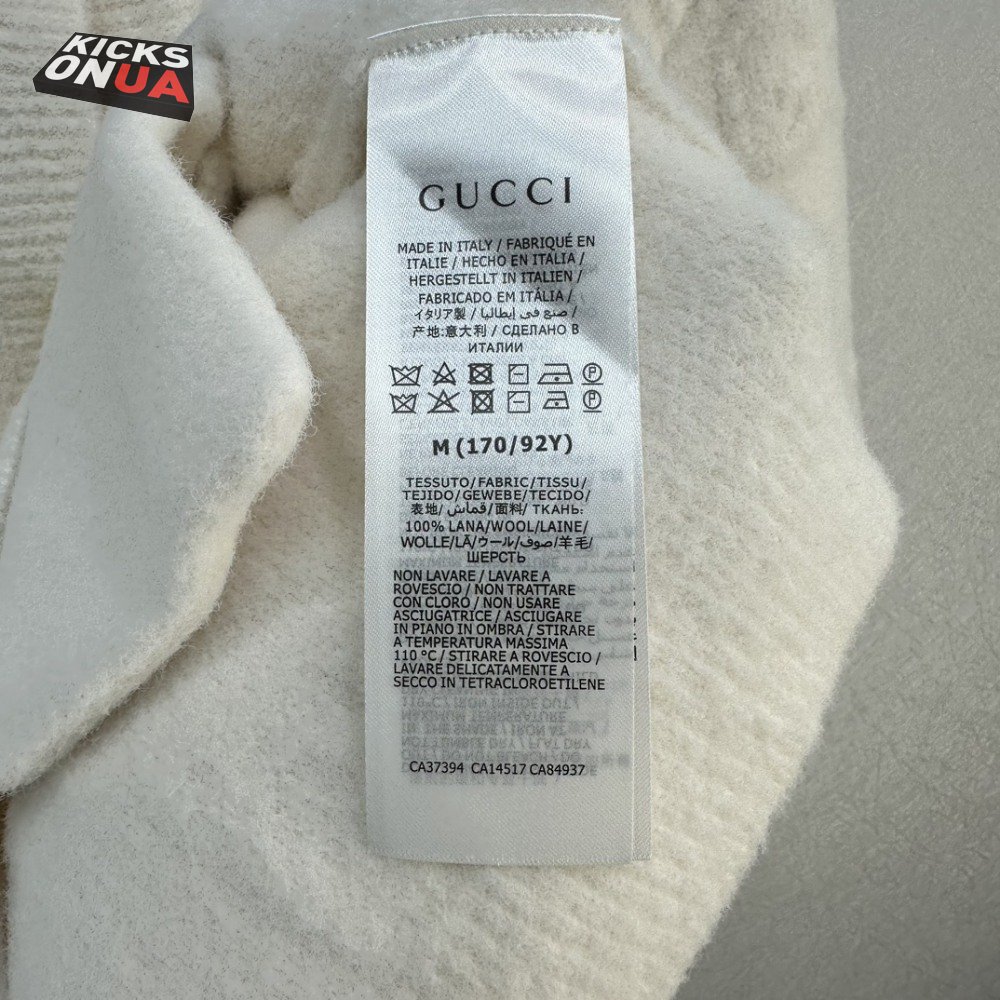 KICKS
ONUA
GUCCI
MADE IN ITALY / FABRIQUÉ EN
ITALIE / HECHO EN ITALIA /
HERGESTELLT IN ITALIEN /
FABRICADO EM ITÁLIA /
イタリア製 / صنع في إيطاليا /
产地:意大利 / СДЕЛАНО В
ИТАЛИИ
M (170/92Y)
TESSUTO/FABRIC/TISSU/
TEJIDO/GEWEBE/TECIDO/
表地/قماش/面料/ ТКАНЬ:
100% LANA/WOOL/LAINE/
WOLLE/LÃ/ウール/صوف/羊毛/
ШЕРСТЬ
NON LAVARE / LAVARE A
ROVESCIO / NON TRATTARE
CON CLORO / NON USARE
ASCIUGATRICE / ASCIUGARE
IN PIANO IN OMBRA / STIRARE
A TEMPERATURA MASSIMA
110 °C / STIRARE A ROVESCIO /
LAVARE DELICATAMENTE A
SECCO IN TETRACLOROETILENE
CA37394 CA14517 CA84937